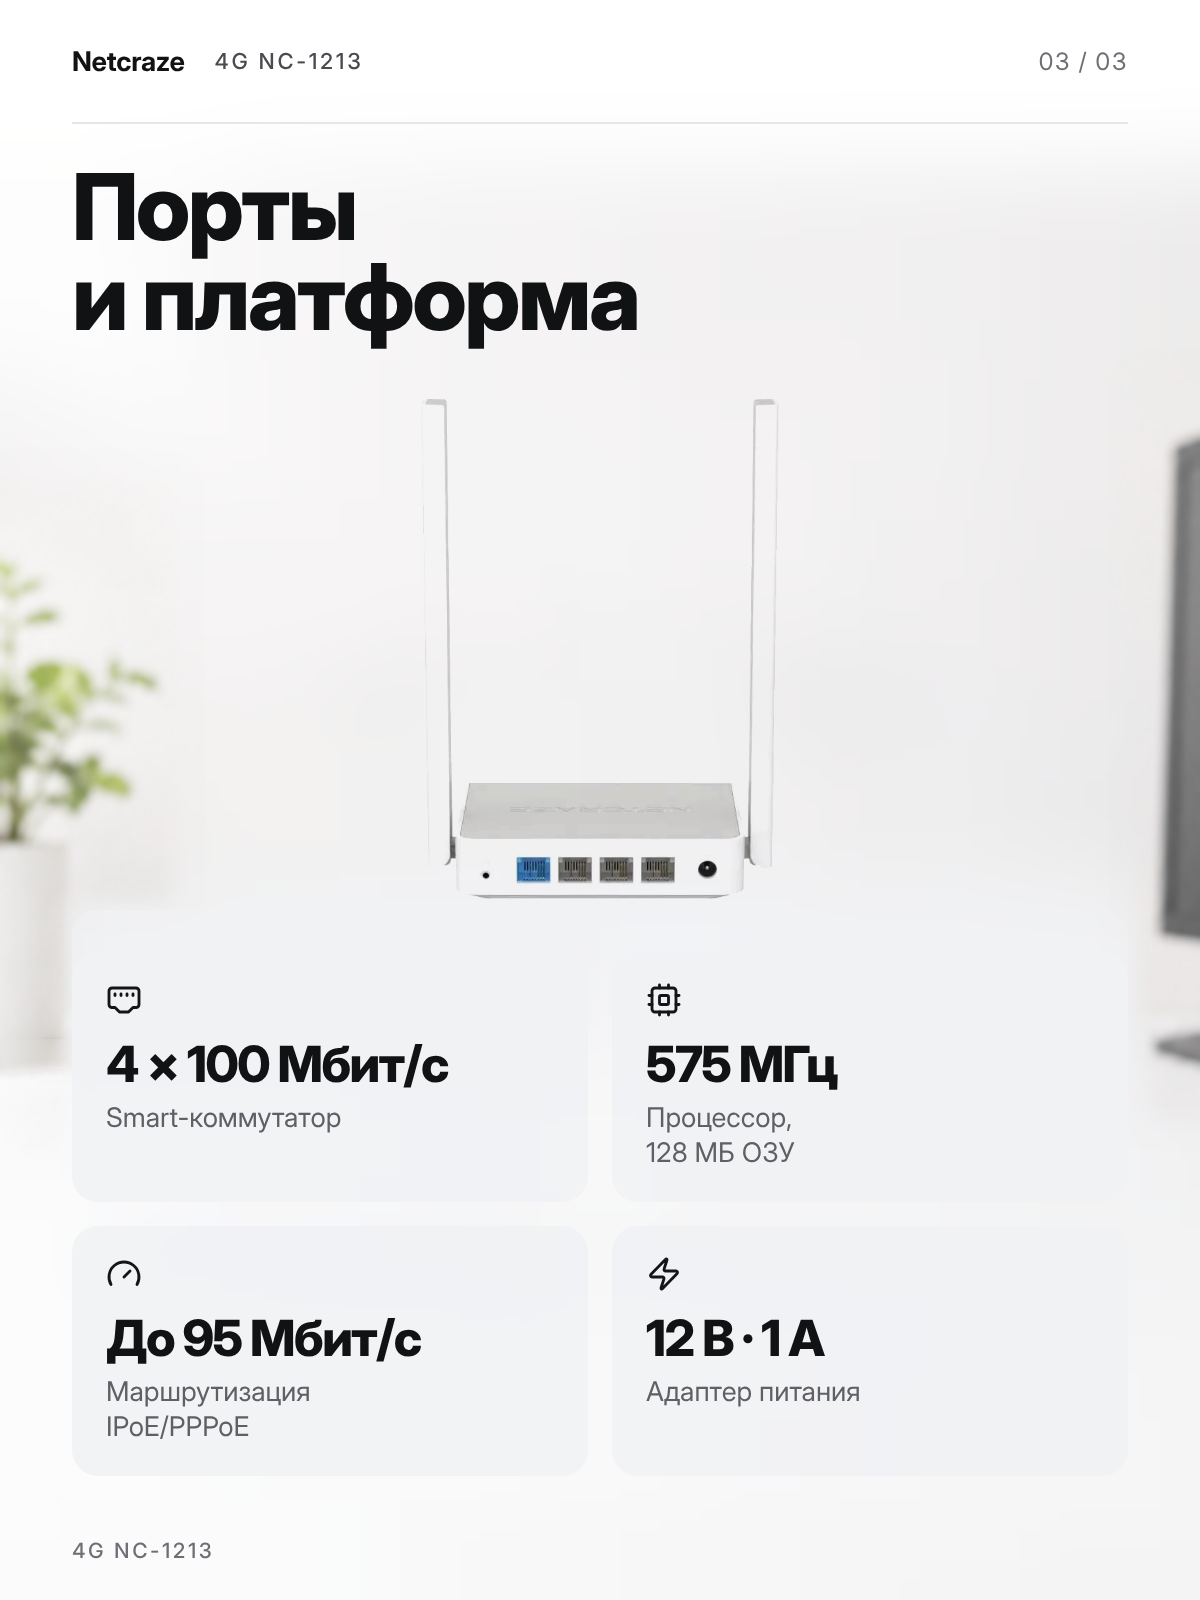 Netcraze 4G NC-1213 03 / 03
Порты
и платформа
NETCRAZE
4 × 100 Мбит/с
Smart-коммутатор
575 МГц
Процессор,
128 МБ ОЗУ
До 95 Мбит/с
Маршрутизация
IPoE/PPPoE
12 В · 1 А
Адаптер питания
4G NC-1213